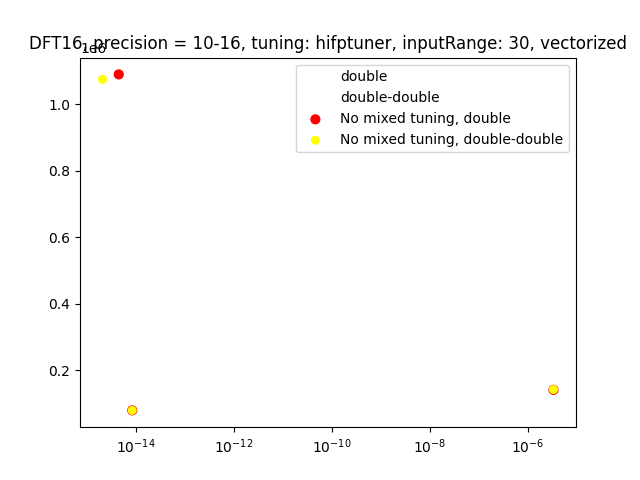 DFT16, precision = 10-16, tuning: hifptuner, inputRange: 30, vectorized
1e6
double
double-double
No mixed tuning, double
No mixed tuning, double-double
1.0
0.8
0.6
0.4
0.2
10⁻¹⁴ 10⁻¹² 10⁻¹⁰ 10⁻⁸ 10⁻⁶